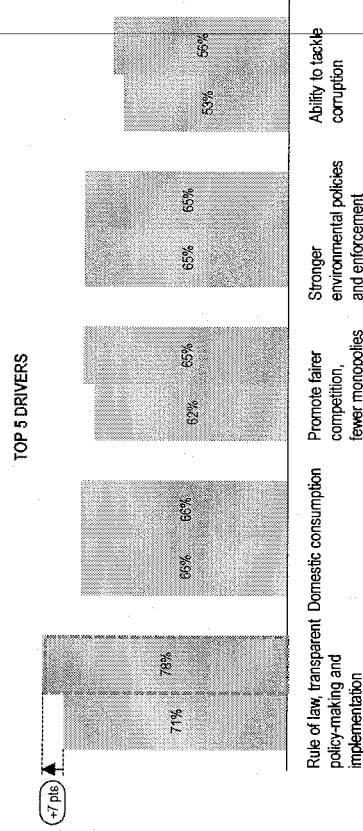 TOP 5 DRIVERS
+7 pts
71%
78%
66%
66%
62%
65%
65%
65%
53%
56%
Rule of law, transparent
policy-making and
implementation
Domestic consumption
Promote fairer
competition,
fewer monopolies
Stronger
environmental policies
and enforcement
Ability to tackle
corruption